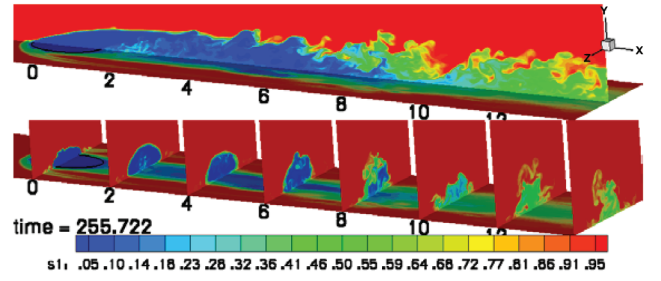 Y
X
Z
0 2 4 6 8 10
0 2 4 6 8 10
time = 255.722
s1: .05 .10 .14 .18 .23 .28 .32 .36 .41 .46 .50 .55 .59 .64 .68 .72 .77 .81 .86 .91 .95